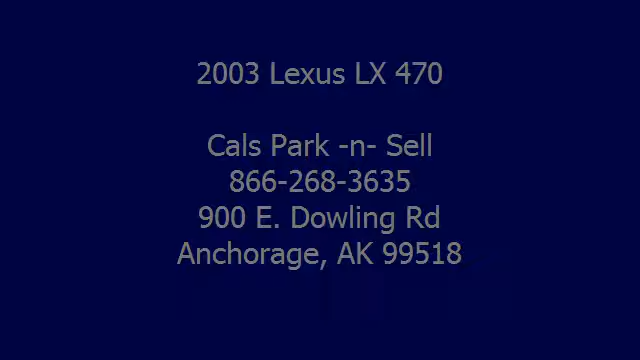 2003 Lexus LX 470
Cals Park -n- Sell
866-268-3635
900 E. Dowling Rd
Anchorage, AK 99518